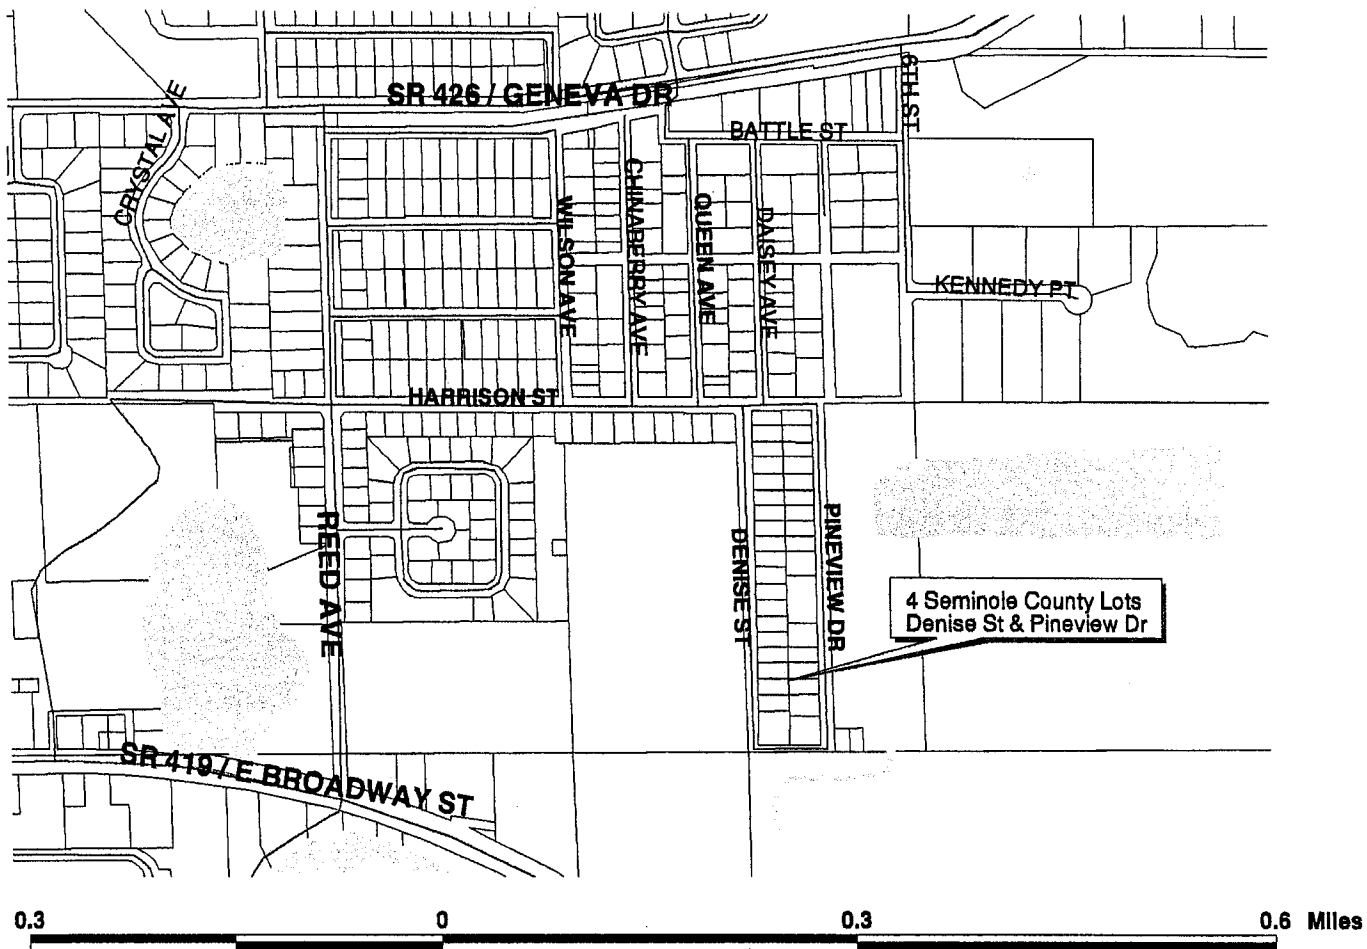 SR 426 / GENEVA DR
6TH ST
CRYSTAL AVE
BATTLE ST
CHINABERRY AVE
WILSON AVE
QUEEN AVE
DAISEY AVE
KENNEDY PT
HARRISON ST
REED AVE
DENISE ST
PINEVIEW DR
4 Seminole County Lots
Denise St & Pineview Dr
SR 419 / E BROADWAY ST
0.3 0 0.3 0.6 Miles